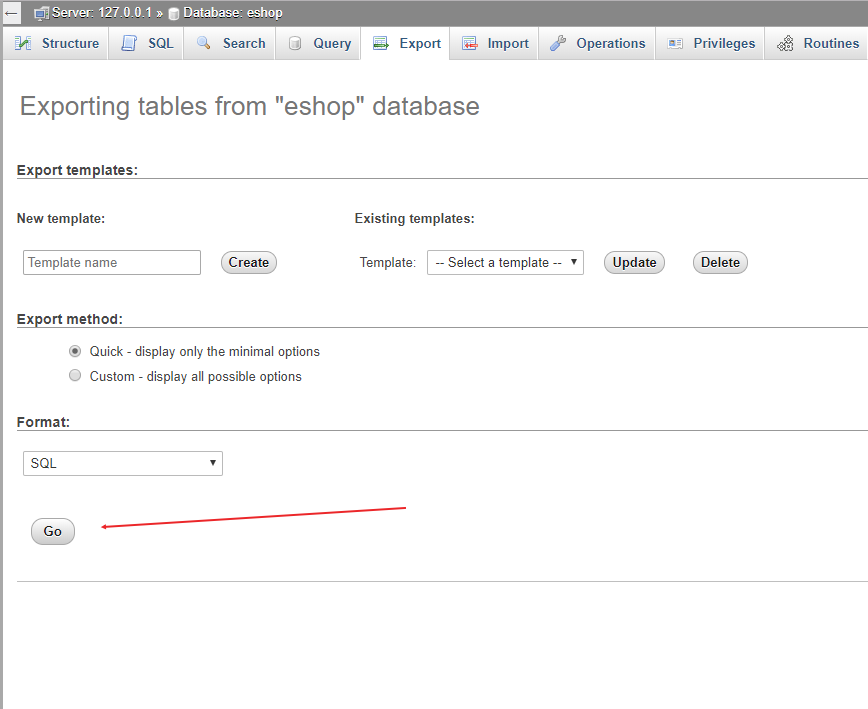 Server: 127.0.0.1 » Database: eshop
Structure SQL Search Query Export Import Operations Privileges Routines
Exporting tables from "eshop" database
Export templates:
New template: Existing templates:
Template name Create Template: -- Select a template -- Update Delete
Export method:
Quick - display only the minimal options
Custom - display all possible options
Format:
SQL
Go